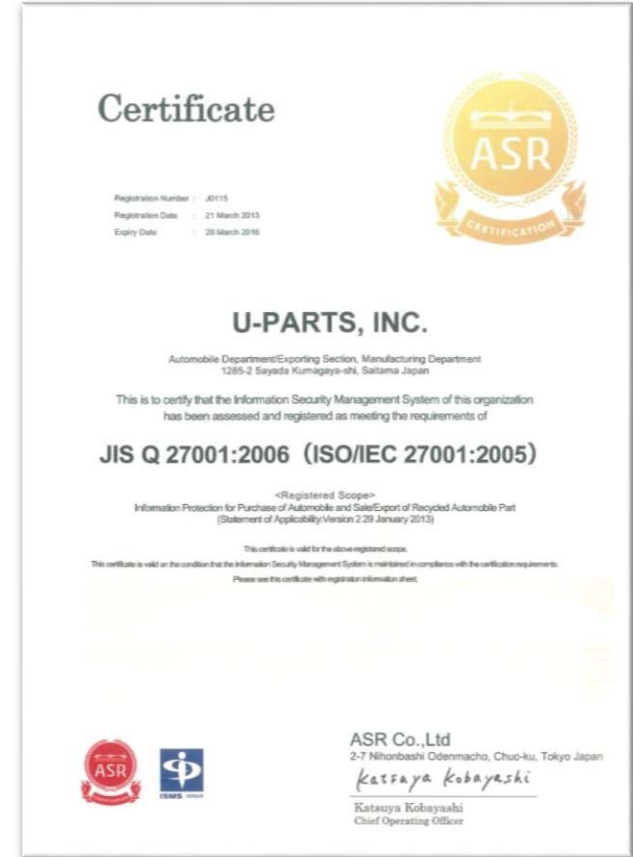 Certificate
ASR
CERTIFICATION
Registration Number : J0115
Registration Date : 21 March 2013
Expiry Date : 20 March 2016
U-PARTS, INC.
Automobile Department/Exporting Section, Manufacturing Department
1285-2 Sayada Kumagaya-shi, Saitama Japan
This is to certify that the Information Security Management System of this organization
has been assessed and registered as meeting the requirements of
JIS Q 27001:2006 (ISO/IEC 27001:2005)
<Registered Scope>
Information Protection for Purchase of Automobile and Sale/Export of Recycled Automobile Part
(Statement of Applicability:Version 2 29 January 2013)
This certificate is valid for the above registered scope.
This certificate is valid on the condition that the Information Security Management System is maintained in compliance with the certification requirements.
Please see this certificate with registration information sheet.
ASR Co.,Ltd
2-7 Nihonbashi Odenmacho, Chuo-ku, Tokyo Japan
Katsuya Kobayashi
Katsuya Kobayashi
Chief Operating Officer
ASR
ISMS